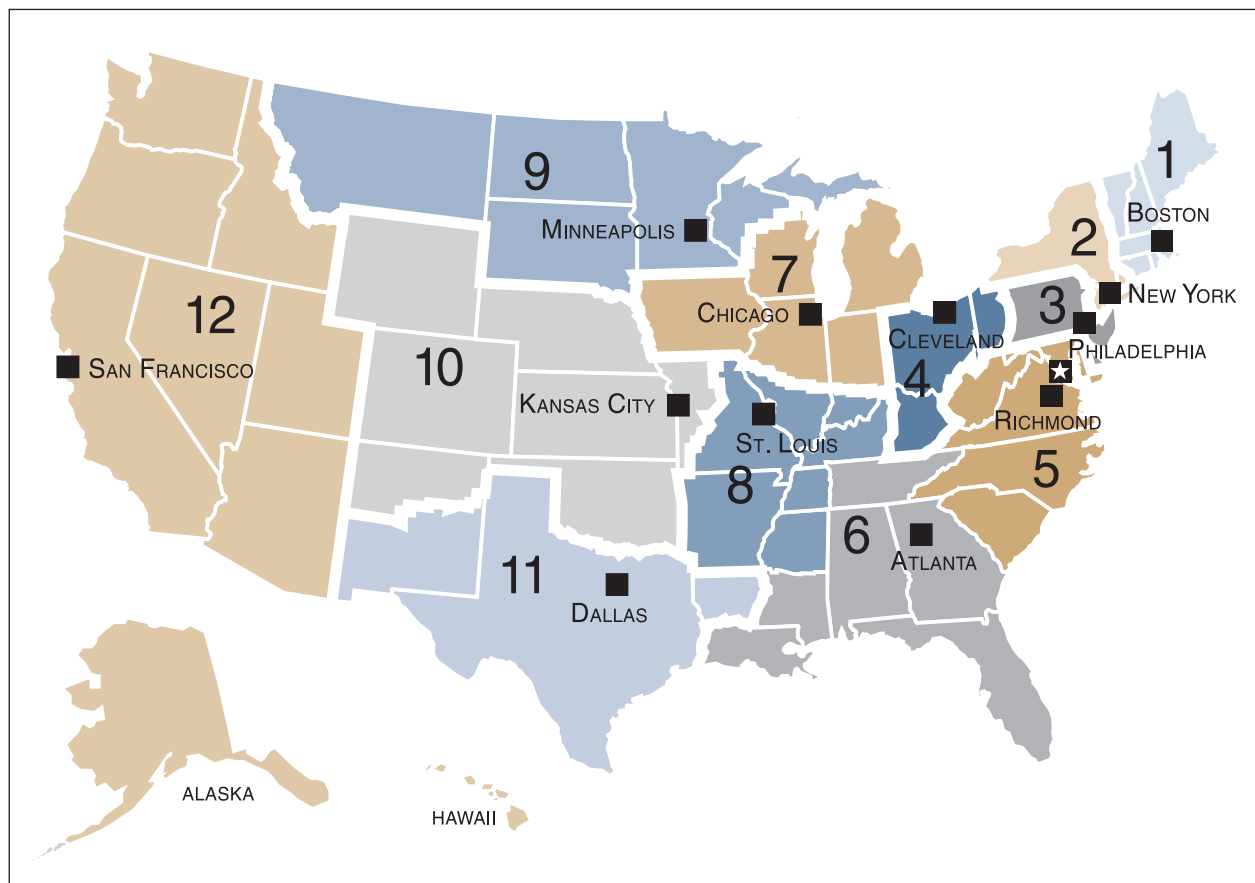 1
BOSTON
9
2
MINNEAPOLIS
7
NEW YORK
3
CHICAGO
12
CLEVELAND
PHILADELPHIA
SAN FRANCISCO
10
4
KANSAS CITY
RICHMOND
ST. LOUIS
5
8
6
ATLANTA
11
DALLAS
ALASKA
HAWAII